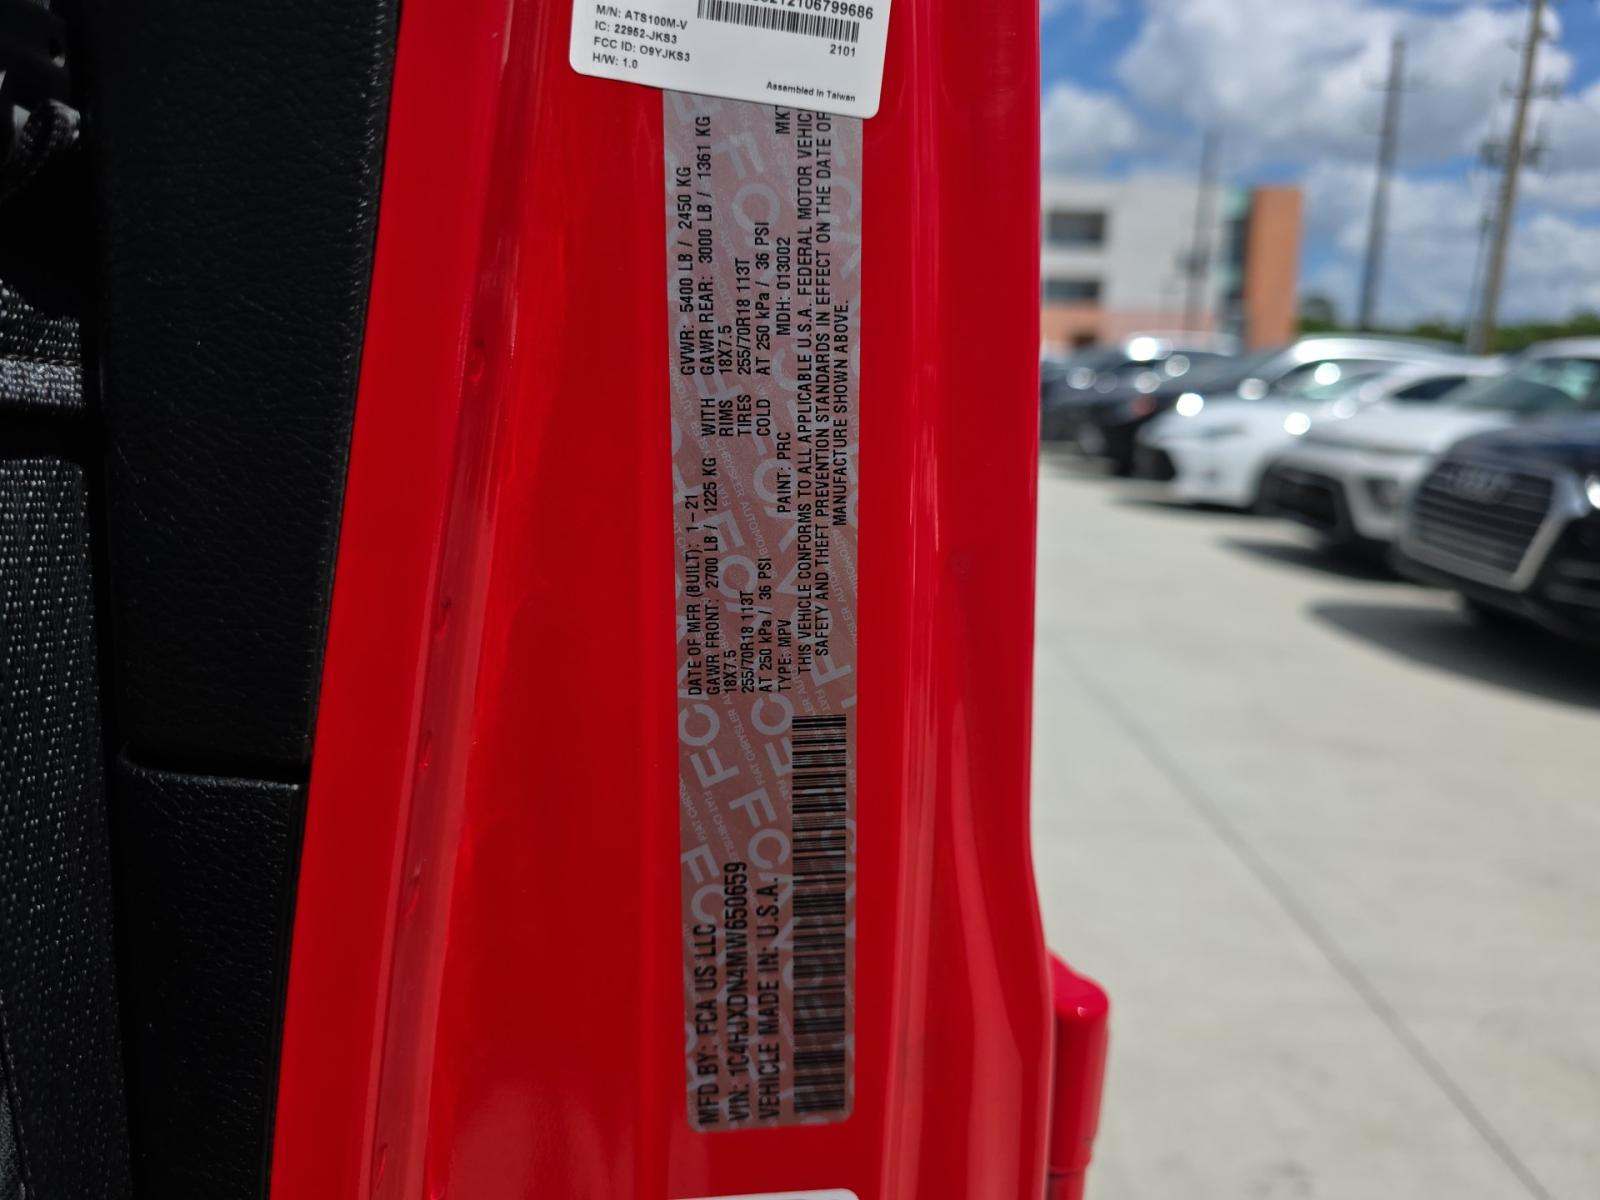 06799686
M/N: ATS100M-V
IC: 22952-JKS3
FCC ID: O9YJKS3
H/W: 1.0
2101
Assembled in Taiwan
MFD BY: FCA US LLC
DATE OF MFR (BUILT): 1-21
GVWR: 5400 LB / 2450 KG
GAWR FRONT: 2700 LB / 1225 KG WITH
GAWR REAR: 3000 LB / 1361 KG
18X7.5 RIMS 18X7.5
255/70R18 113T TIRES 255/70R18 113T
AT 250 kPa / 36 PSI COLD AT 250 kPa / 36 PSI
VIN: 1C4HJXDN4MW650659
VEHICLE MADE IN: U.S.A.
TYPE: MPV PAINT: PRC MDH: 013002 MKT
THIS VEHICLE CONFORMS TO ALL APPLICABLE U.S.A. FEDERAL MOTOR VEHIC
SAFETY AND THEFT PREVENTION STANDARDS IN EFFECT ON THE DATE OF
MANUFACTURE SHOWN ABOVE.